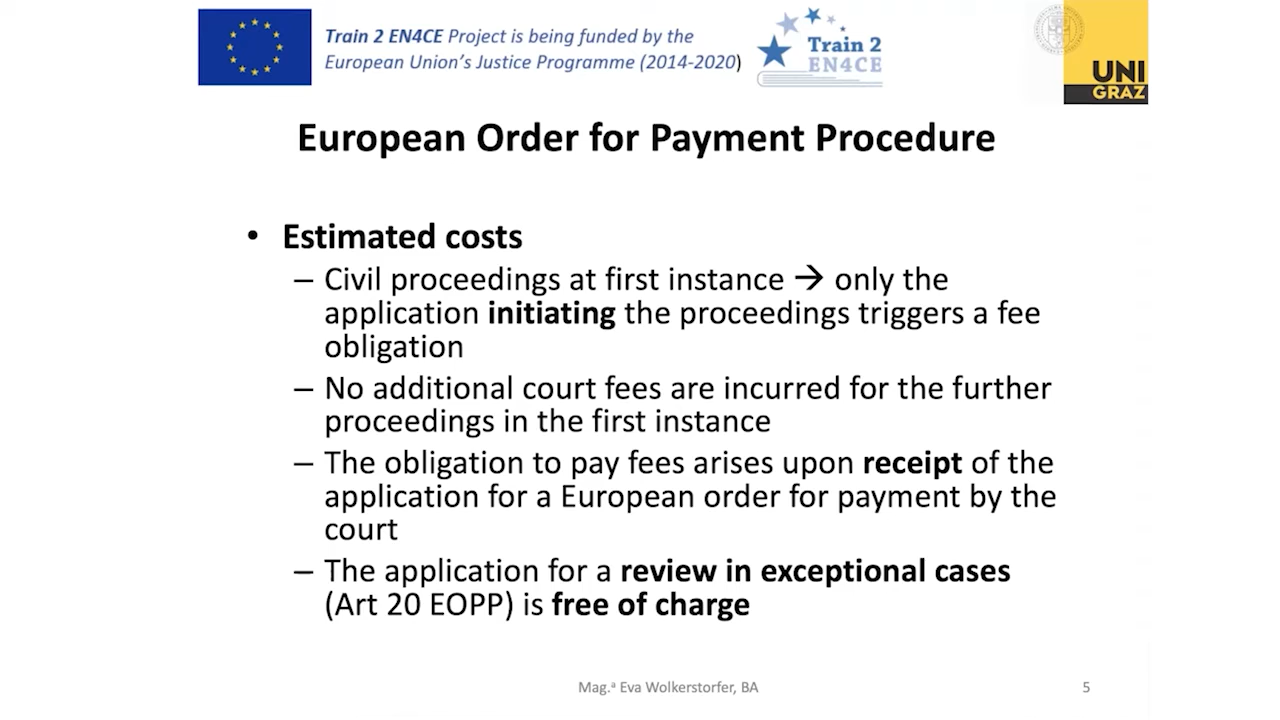 Train 2 EN4CE Project is being funded by the
European Union's Justice Programme (2014-2020)
Train 2
EN4CE
UNI
GRAZ
European Order for Payment Procedure
• Estimated costs
– Civil proceedings at first instance → only the
application initiating the proceedings triggers a fee
obligation
– No additional court fees are incurred for the further
proceedings in the first instance
– The obligation to pay fees arises upon receipt of the
application for a European order for payment by the
court
– The application for a review in exceptional cases
(Art 20 EOPP) is free of charge
Mag.ª Eva Wolkerstorfer, BA
5